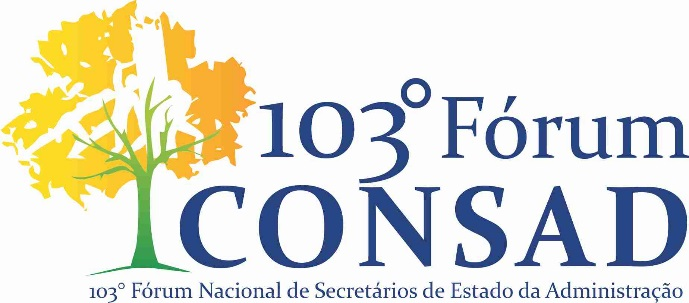 103° Fórum
CONSAD
103° Fórum Nacional de Secretários de Estado da Administração